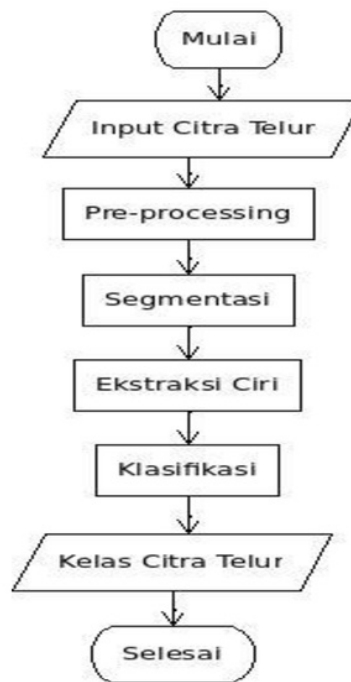 Mulai
Input Citra Telur
Pre-processing
Segmentasi
Ekstraksi Ciri
Klasifikasi
Kelas Citra Telur
Selesai